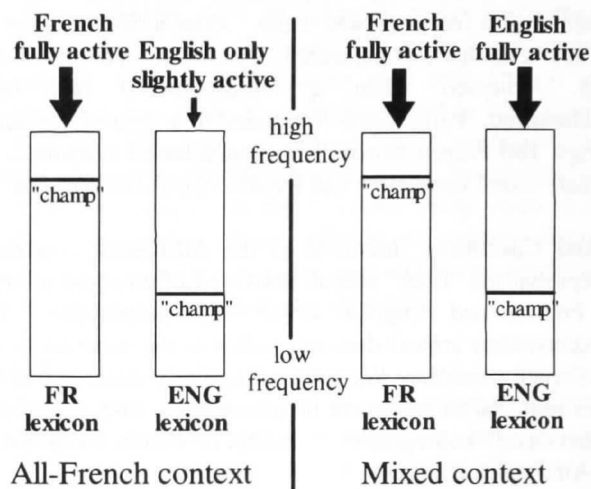 French
fully active
English only
slightly active
high
frequency
"champ"
"champ"
low
frequency
FR
lexicon
ENG
lexicon
All-French context
French
fully active
English
fully active
"champ"
"champ"
FR
lexicon
ENG
lexicon
Mixed context